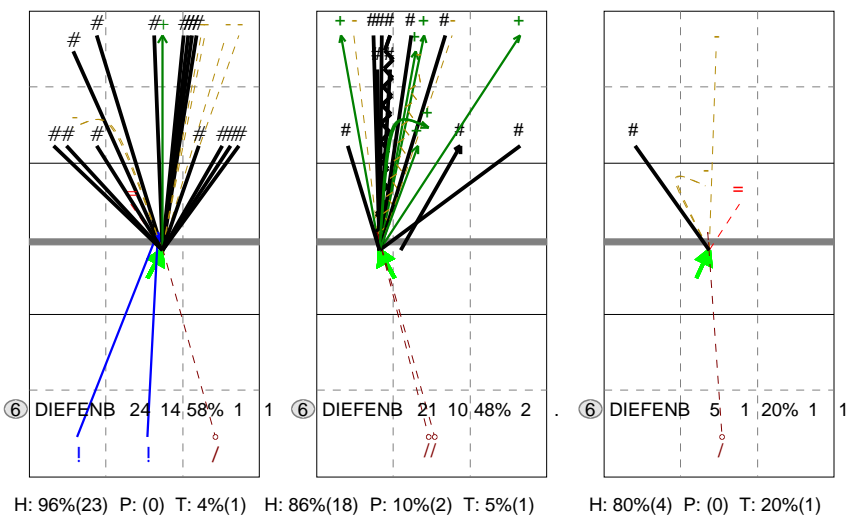 # # #+ ### - - -
# - ## # # ####
=
6 DIEFENB 24 14 58% 1 1
! ! /
H: 96%(23) P: (0) T: 4%(1)
+ - ### # + # - +
## + + + # # #
6 DIEFENB 21 10 48% 2 .
//
H: 86%(18) P: 10%(2) T: 5%(1)
-
# - - =
6 DIEFENB 5 1 20% 1 1
/
H: 80%(4) P: (0) T: 20%(1)